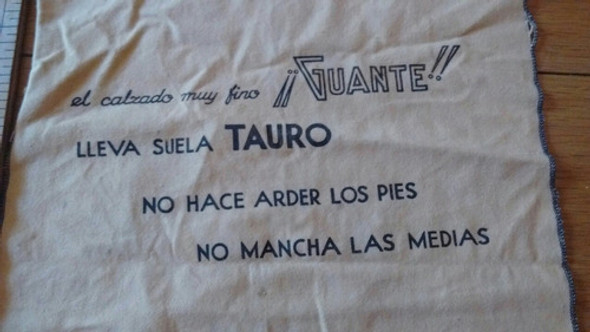 el calzado muy fino ¡¡GUANTE!!
LLEVA SUELA TAURO
NO HACE ARDER LOS PIES
NO MANCHA LAS MEDIAS